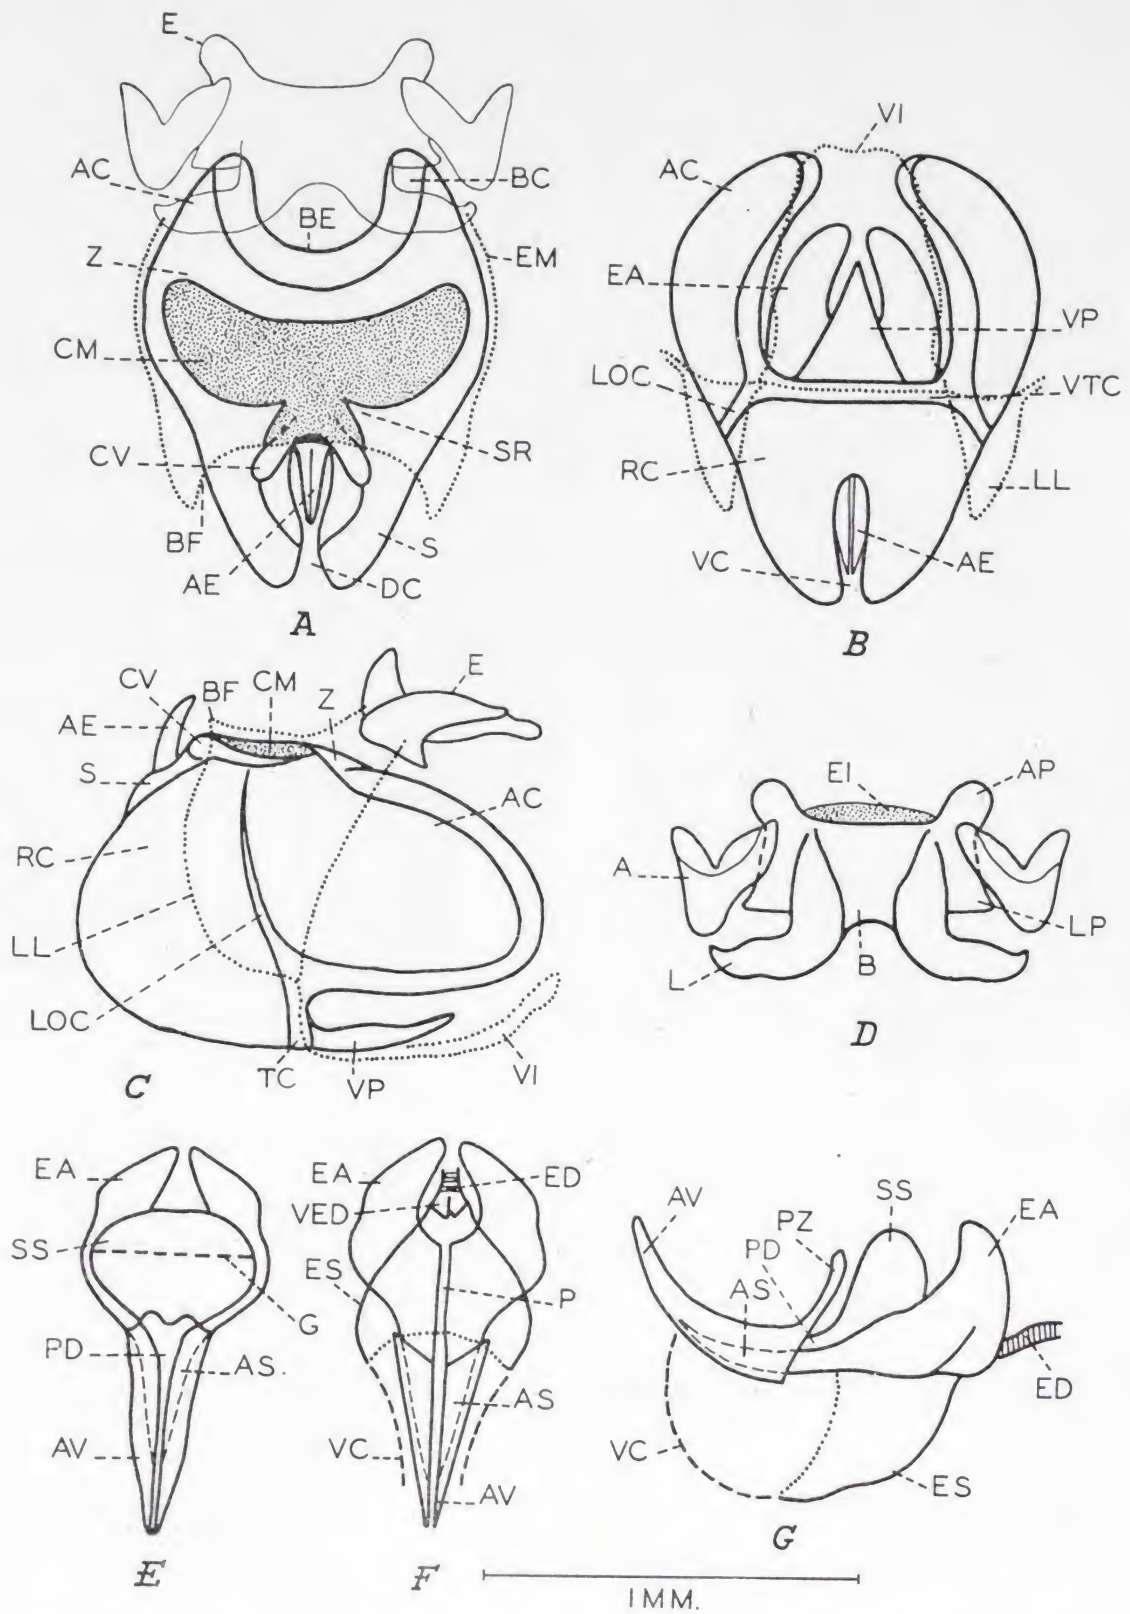 E
AC
BC
BE
Z
EM
CM
CV
SR
BF
S
AE
DC
A
VI
AC
EA
VP
LOC
VTC
RC
LL
VC
AE
B
CV
BF
CM
Z
E
AE
S
AC
RC
LL
LOC
TC
VP
VI
C
EI
AP
A
LP
L
B
D
EA
SS
G
PD
AS
AV
E
EA
ED
VED
ES
P
AS
VC
AV
F
AV
SS
PZ
PD
EA
AS
ED
VC
ES
G
1 MM.